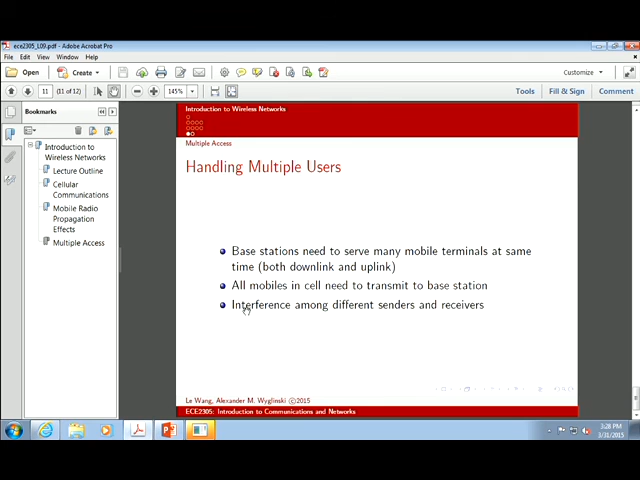 ece2305_L09.pdf - Adobe Acrobat Pro
File Edit View Window Help
Open Create Customize
11 (11 of 12) 145% Tools Fill & Sign Comment
Bookmarks
Introduction to
Wireless Networks
Lecture Outline
Cellular
Communications
Mobile Radio
Propagation
Effects
Multiple Access
Introduction to Wireless Networks
Multiple Access
Handling Multiple Users
Base stations need to serve many mobile terminals at same
time (both downlink and uplink)
All mobiles in cell need to transmit to base station
Interference among different senders and receivers
Le Wang, Alexander M. Wyglinski ©2015
ECE2305: Introduction to Communications and Networks
3:28 PM
3/31/2015